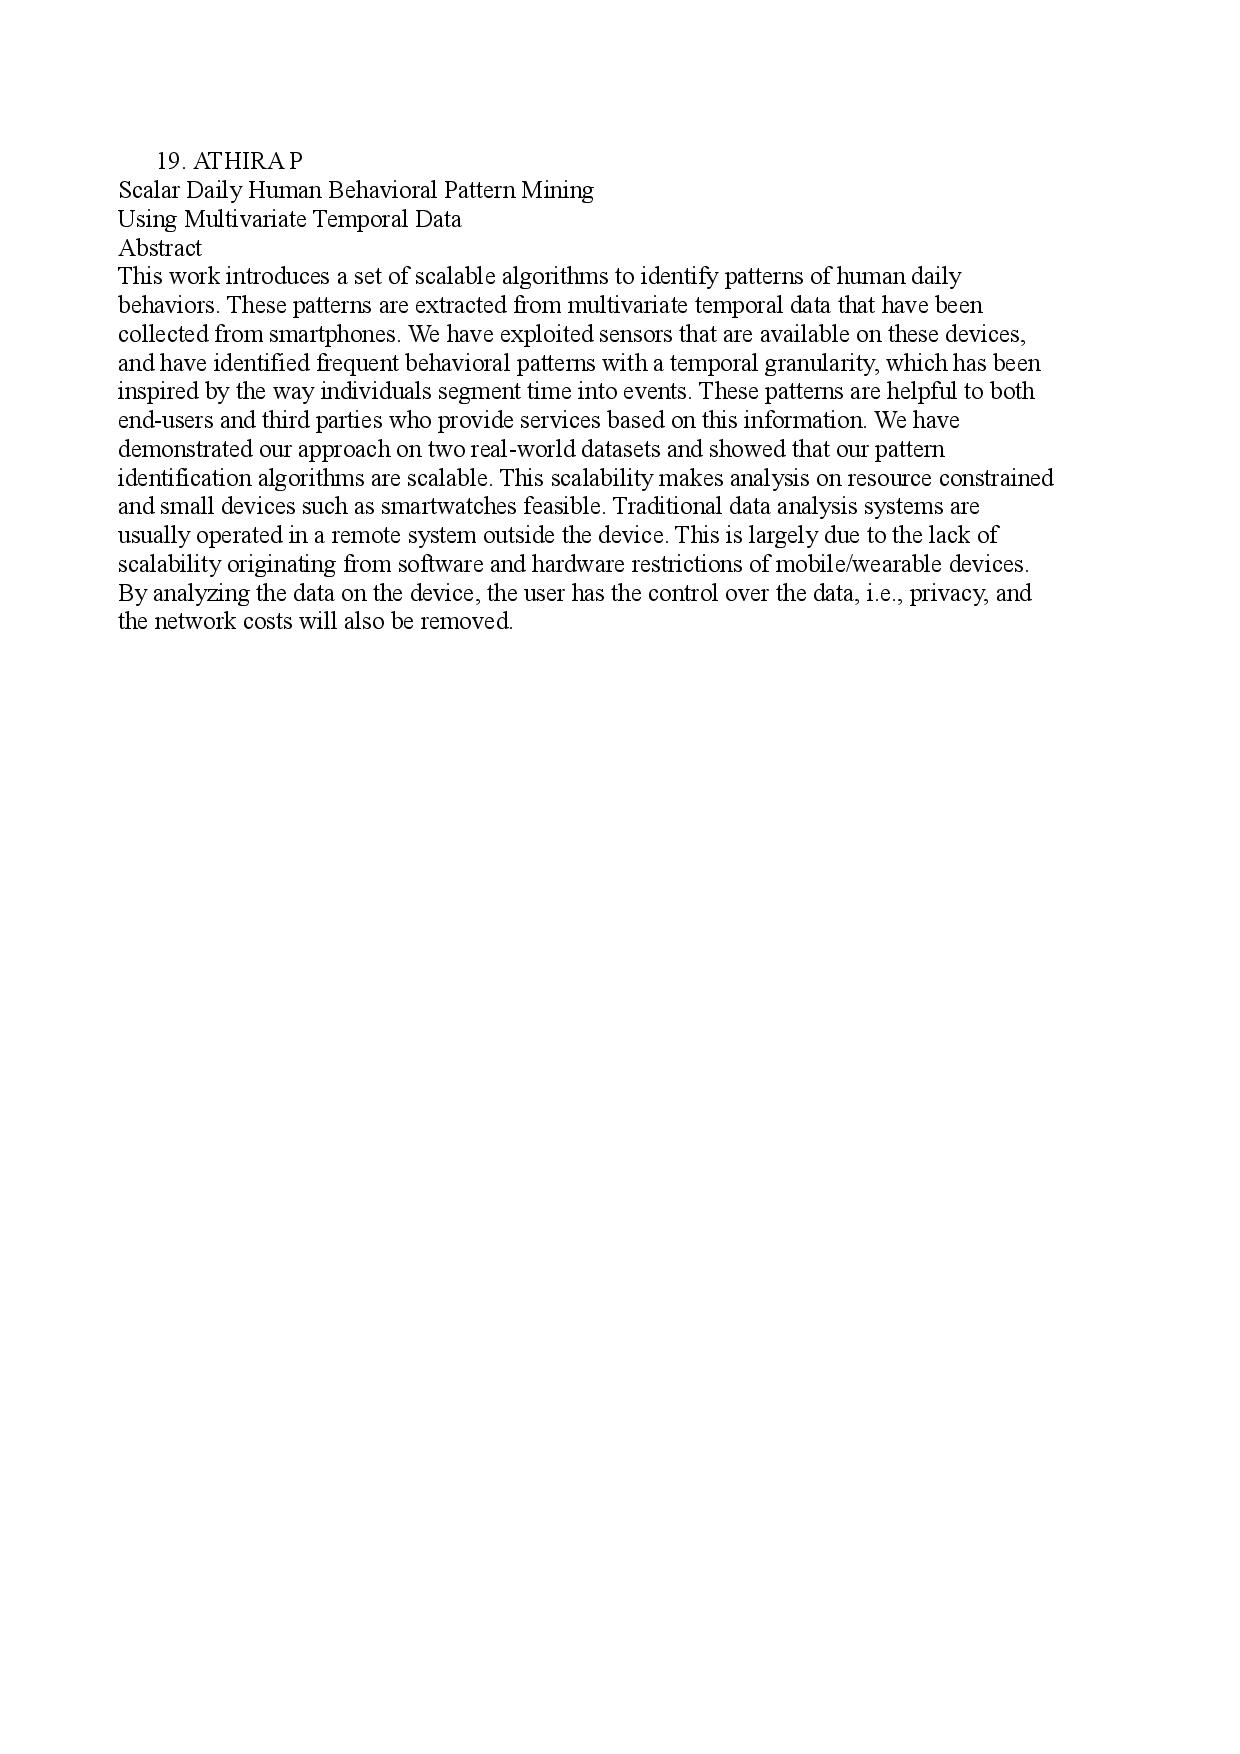 19. ATHIRA P
Scalar Daily Human Behavioral Pattern Mining
Using Multivariate Temporal Data
Abstract
This work introduces a set of scalable algorithms to identify patterns of human daily
behaviors. These patterns are extracted from multivariate temporal data that have been
collected from smartphones. We have exploited sensors that are available on these devices,
and have identified frequent behavioral patterns with a temporal granularity, which has been
inspired by the way individuals segment time into events. These patterns are helpful to both
end-users and third parties who provide services based on this information. We have
demonstrated our approach on two real-world datasets and showed that our pattern
identification algorithms are scalable. This scalability makes analysis on resource constrained
and small devices such as smartwatches feasible. Traditional data analysis systems are
usually operated in a remote system outside the device. This is largely due to the lack of
scalability originating from software and hardware restrictions of mobile/wearable devices.
By analyzing the data on the device, the user has the control over the data, i.e., privacy, and
the network costs will also be removed.